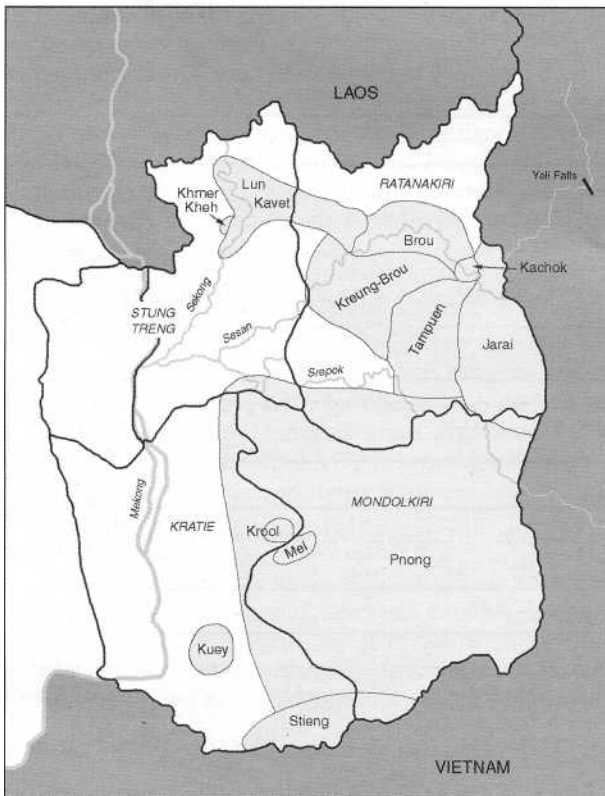 LAOS
Yali Falls
RATANAKIRI
Lun
Kavet
Khmer
Kheh
Brou
Kachok
Kreung-Brou
Sekong
STUNG
TRENG
Sesan
Tampuen
Jarai
Srepok
Mekong
KRATIE
MONDOLKIRI
Krool
Mel
Pnong
Kuey
Stieng
VIETNAM